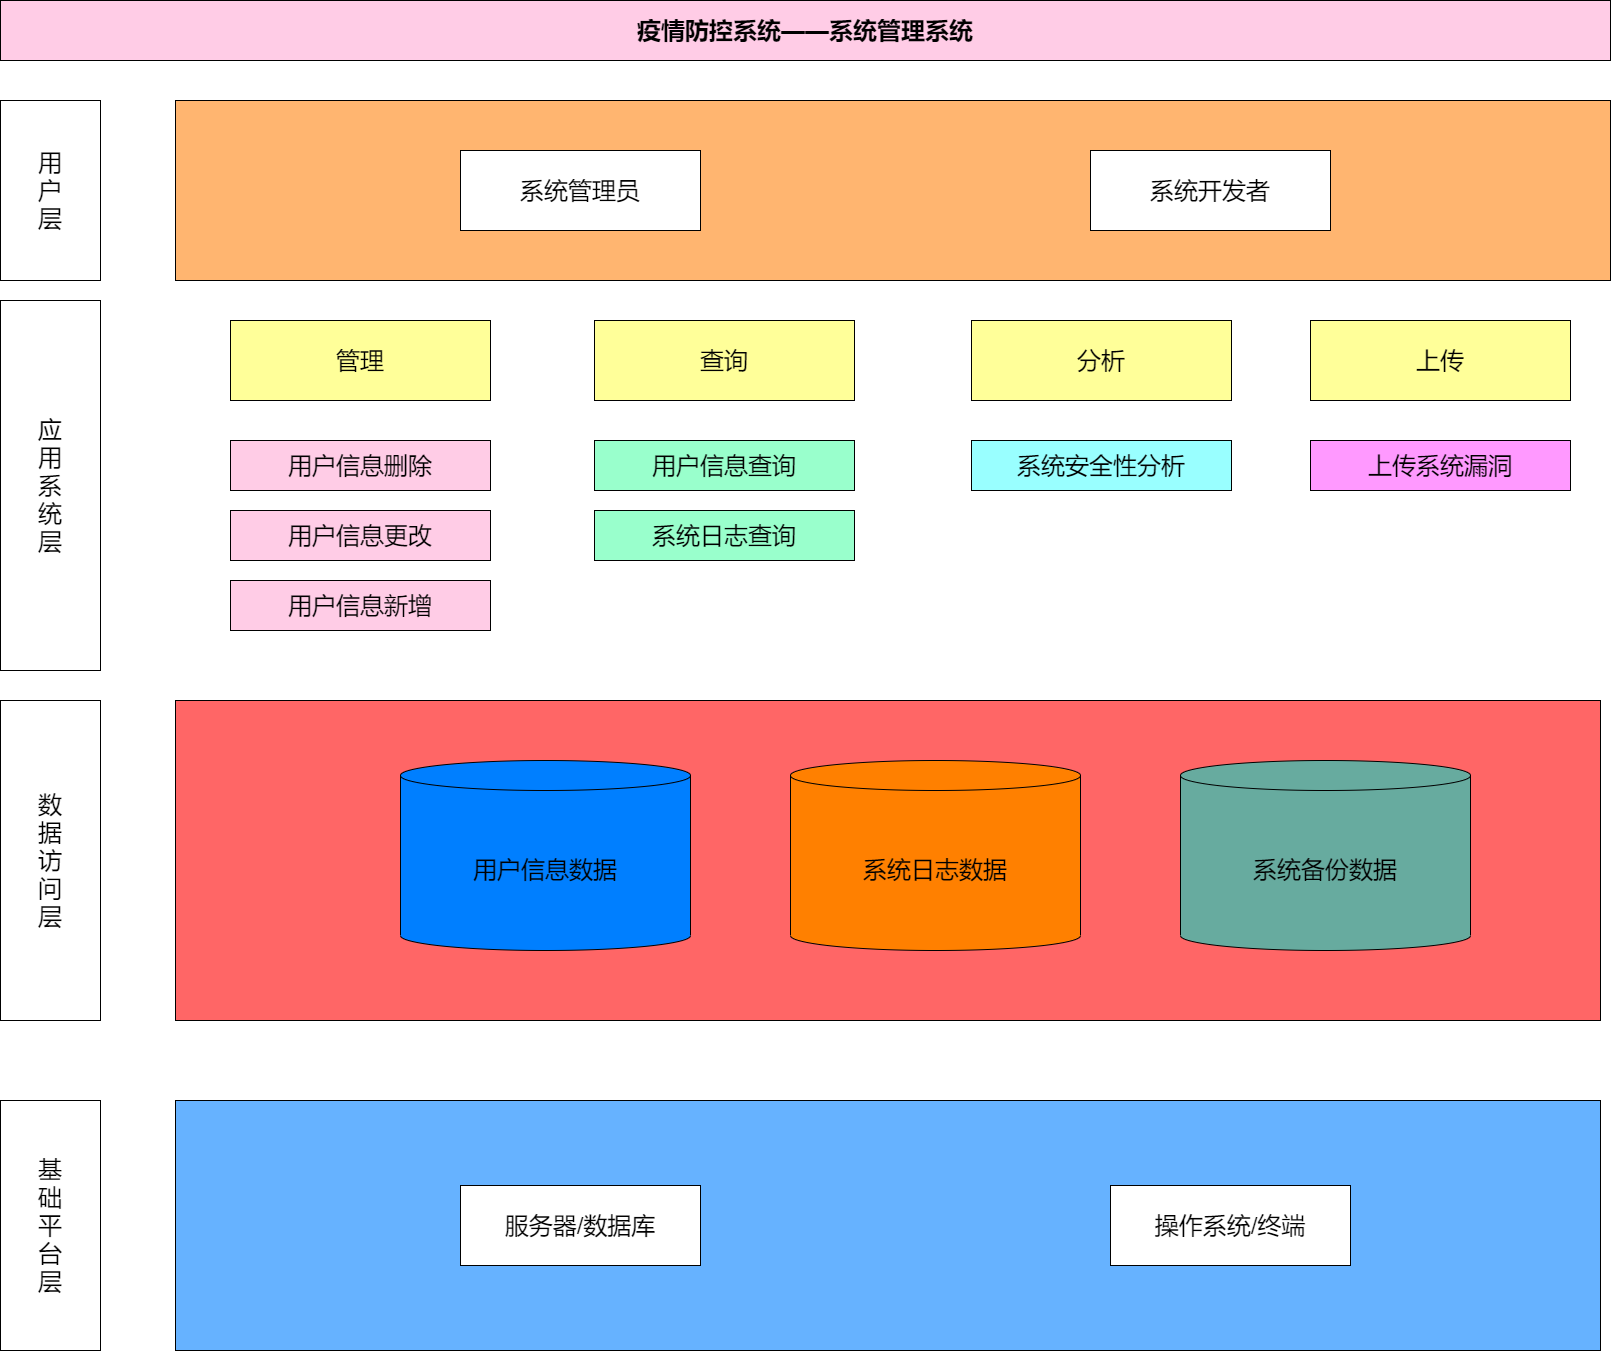 疫情防控系统——系统管理系统
用户层
系统管理员
系统开发者
应用系统层
管理
查询
分析
上传
用户信息删除
用户信息查询
系统安全性分析
上传系统漏洞
用户信息更改
系统日志查询
用户信息新增
数据访问层
用户信息数据
系统日志数据
系统备份数据
基础平台层
服务器/数据库
操作系统/终端